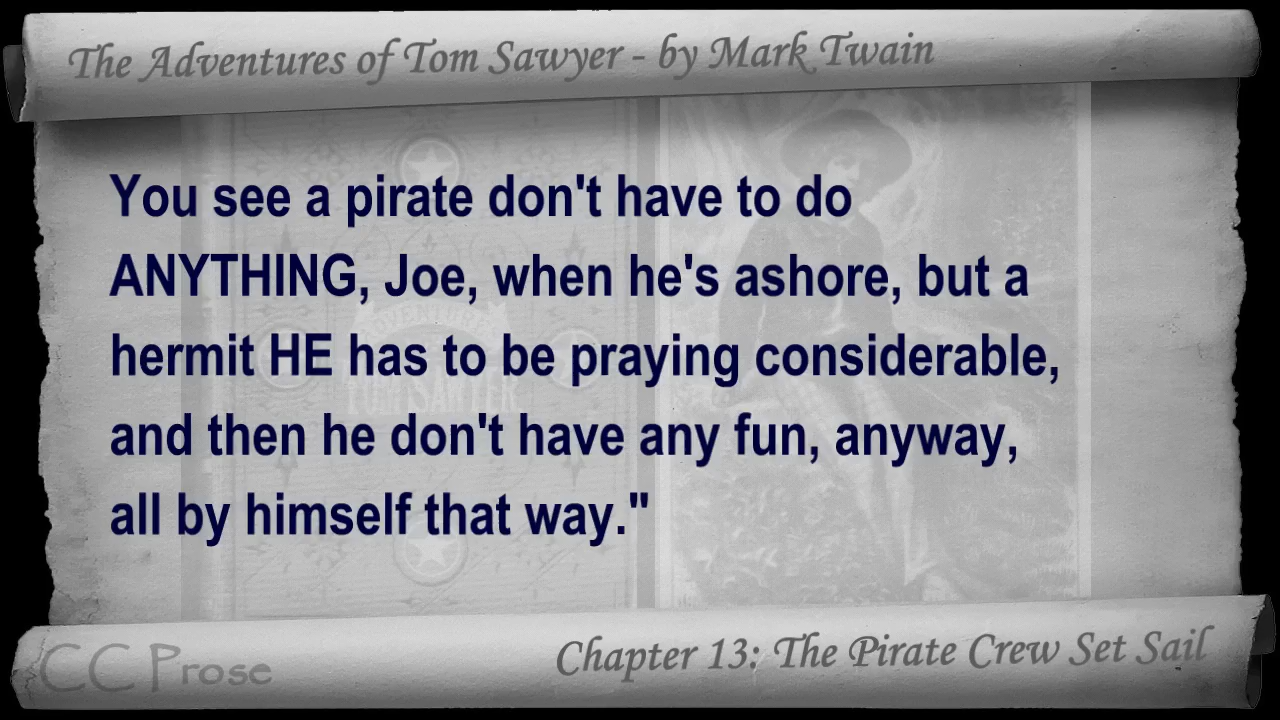 The Adventures of Tom Sawyer - by Mark Twain
You see a pirate don't have to do
ANYTHING, Joe, when he's ashore, but a
hermit HE has to be praying considerable,
and then he don't have any fun, anyway,
all by himself that way."
TOM SAWYER
CC Prose
Chapter 13: The Pirate Crew Set Sail